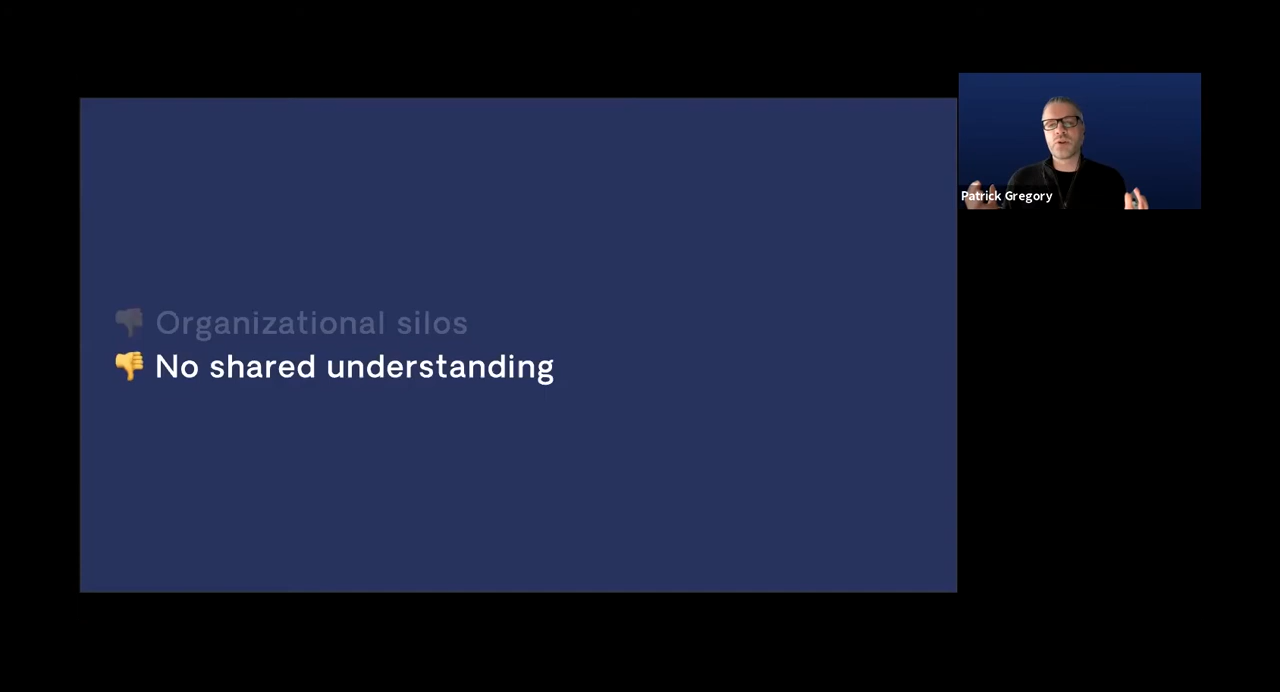 👎 Organizational silos
👎 No shared understanding
Patrick Gregory